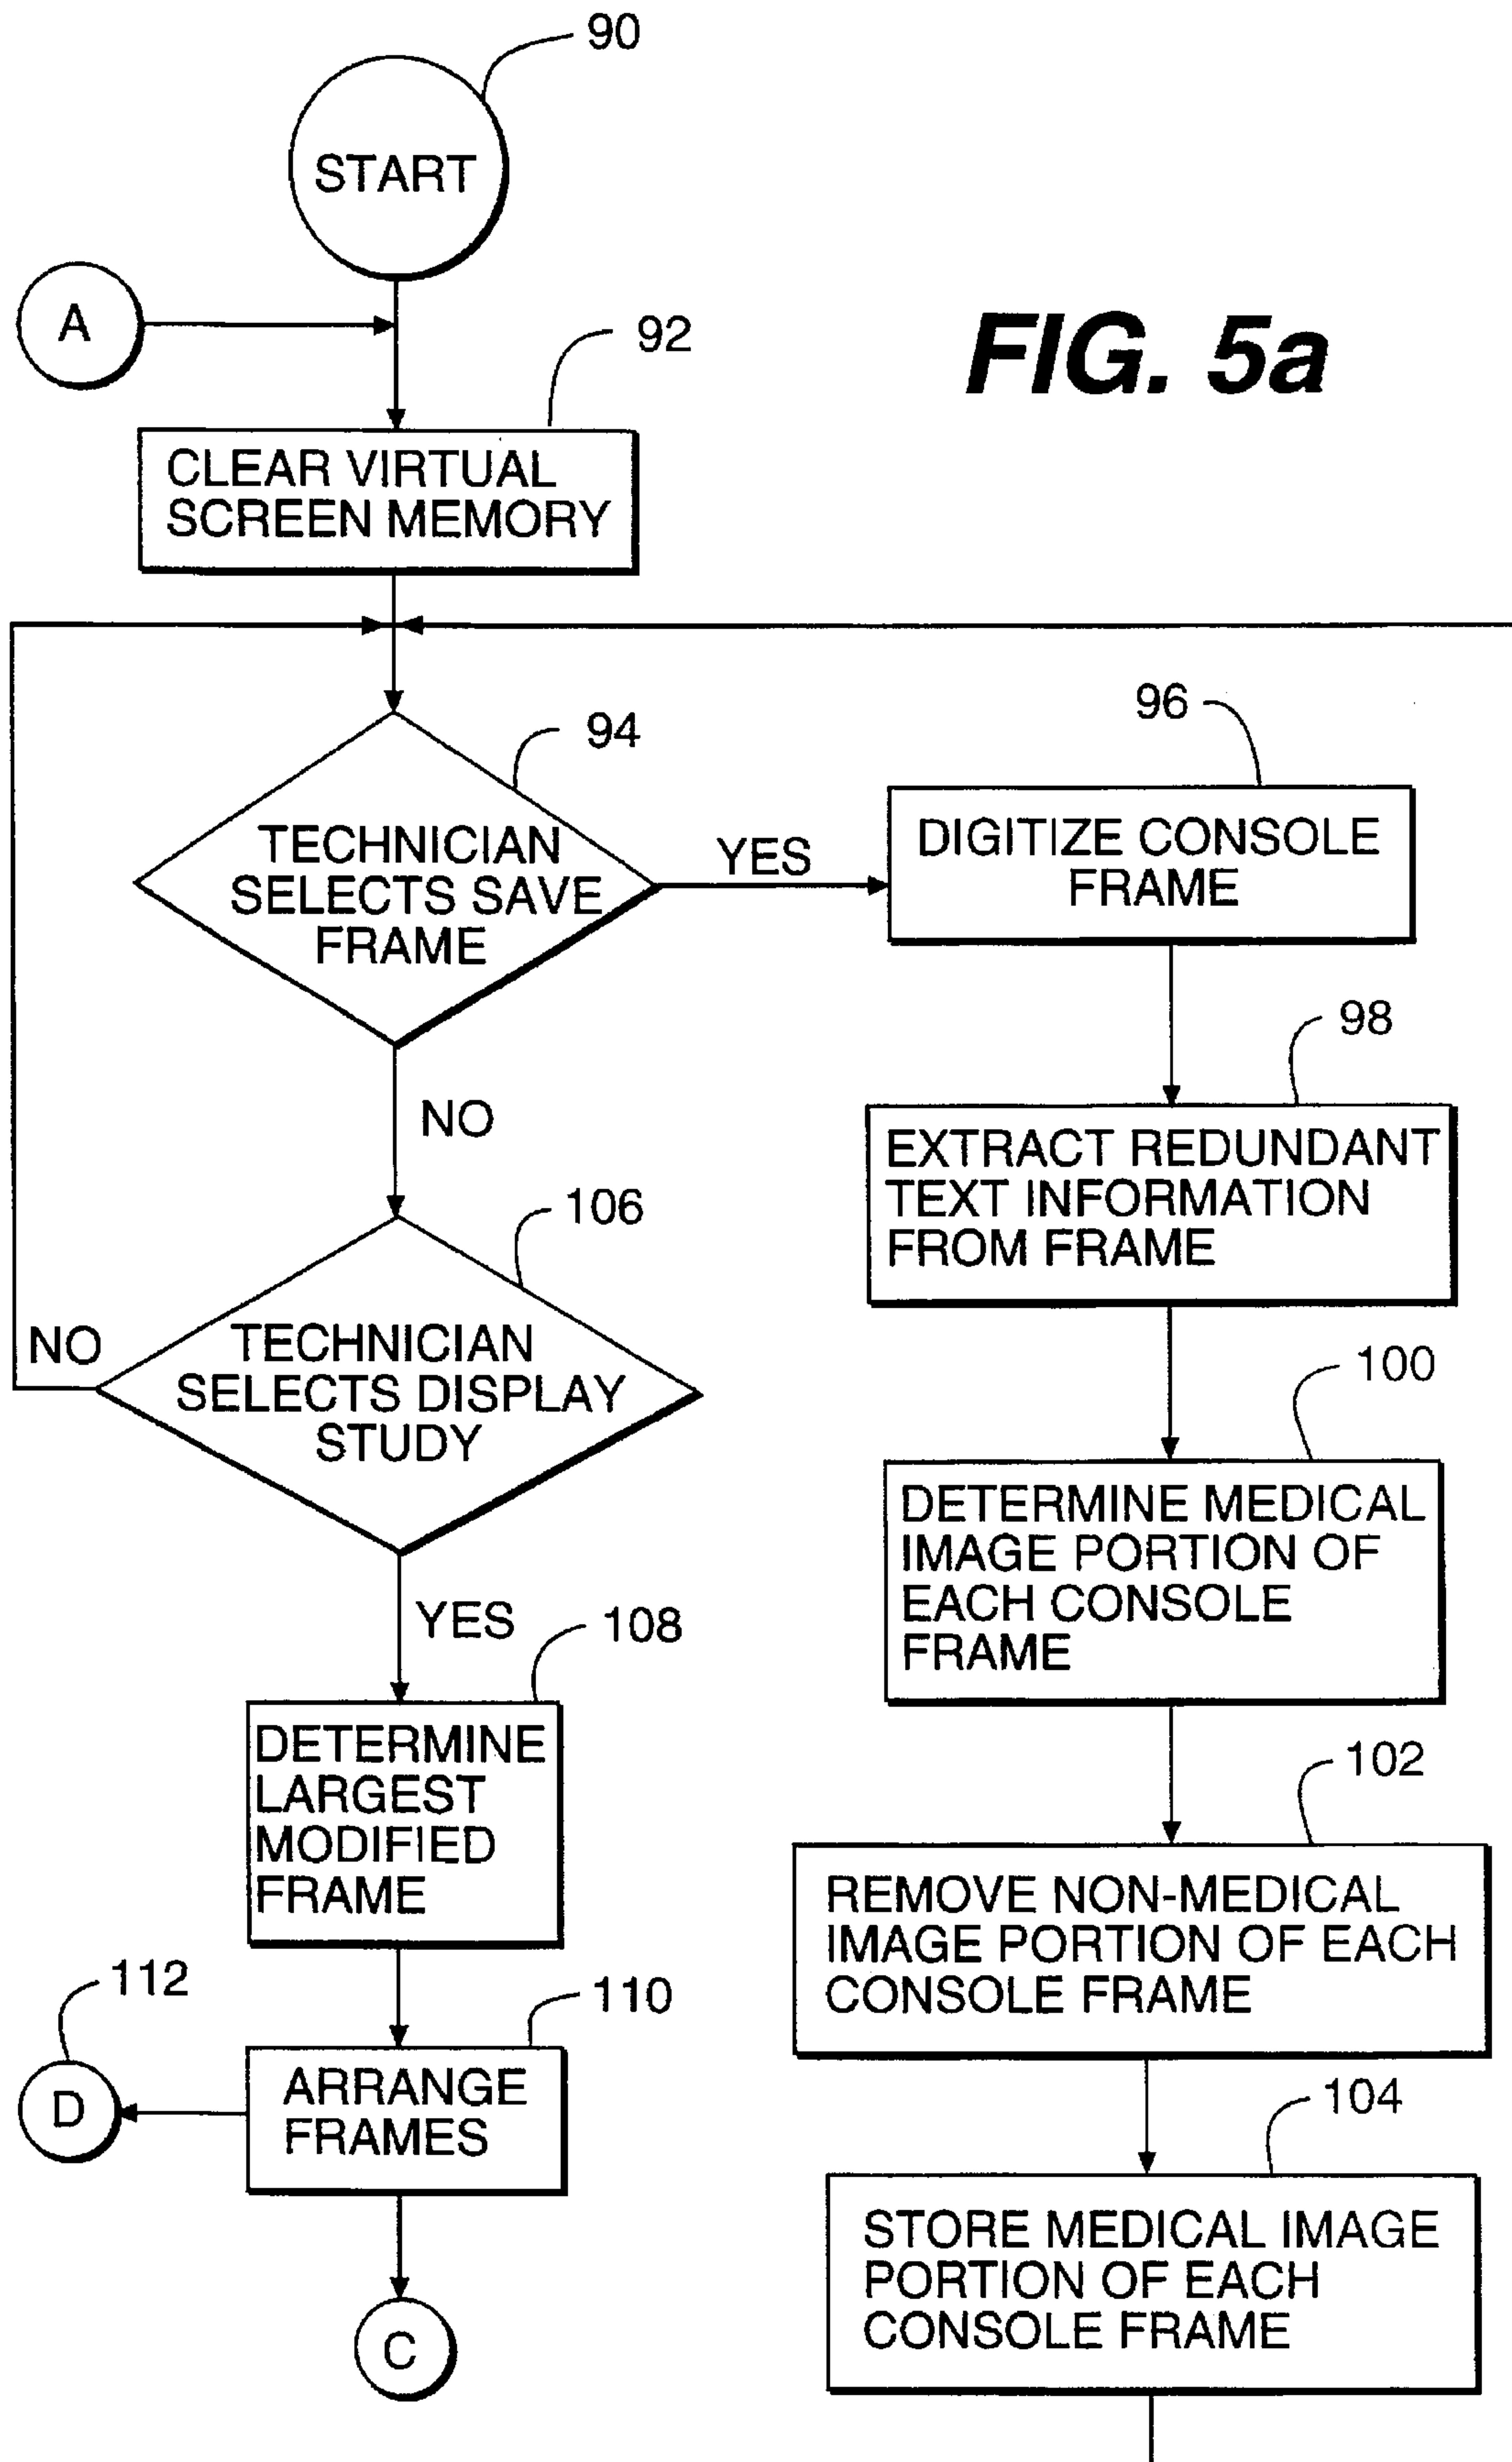 90
START
A
FIG. 5a
92
CLEAR VIRTUAL
SCREEN MEMORY
94
TECHNICIAN
SELECTS SAVE
FRAME
YES
96
DIGITIZE CONSOLE
FRAME
NO
98
EXTRACT REDUNDANT
TEXT INFORMATION
FROM FRAME
106
TECHNICIAN
SELECTS DISPLAY
STUDY
NO
YES
100
DETERMINE MEDICAL
IMAGE PORTION OF
EACH CONSOLE
FRAME
108
DETERMINE
LARGEST
MODIFIED
FRAME
102
REMOVE NON-MEDICAL
IMAGE PORTION OF EACH
CONSOLE FRAME
112
D
110
ARRANGE
FRAMES
104
STORE MEDICAL IMAGE
PORTION OF EACH
CONSOLE FRAME
C